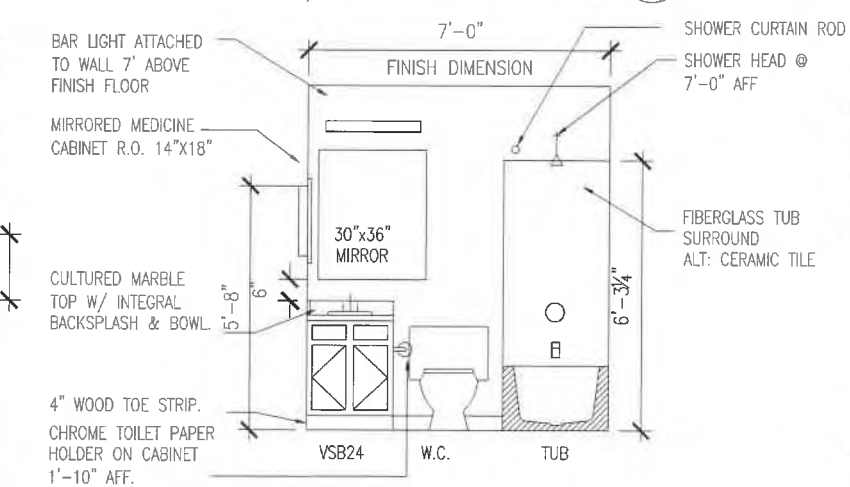 7'-0"
FINISH DIMENSION
BAR LIGHT ATTACHED
TO WALL 7' ABOVE
FINISH FLOOR
MIRRORED MEDICINE
CABINET R.O. 14"X18"
CULTURED MARBLE
TOP W/ INTEGRAL
BACKSPLASH & BOWL.
4" WOOD TOE STRIP.
CHROME TOILET PAPER
HOLDER ON CABINET
1'-10" AFF.
5'-8"
6"
30"x36"
MIRROR
VSB24
W.C.
TUB
6'-3¼"
SHOWER CURTAIN ROD
SHOWER HEAD @
7'-0" AFF
FIBERGLASS TUB
SURROUND
ALT: CERAMIC TILE